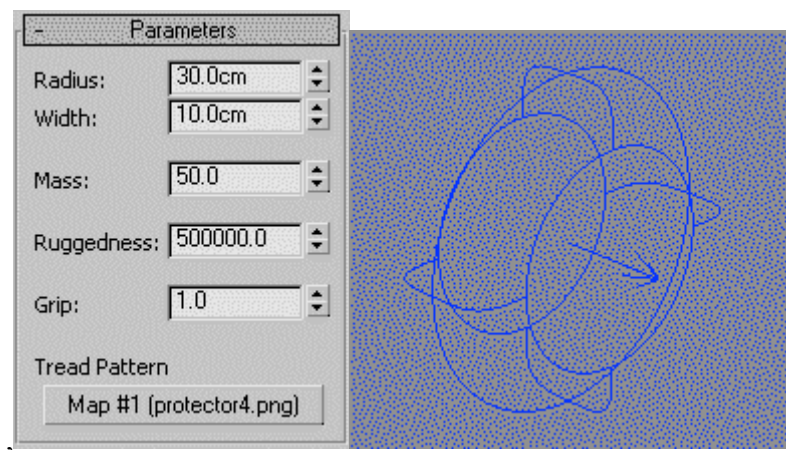 - Parameters
Radius: 30.0cm
Width: 10.0cm
Mass: 50.0
Ruggedness: 500000.0
Grip: 1.0
Tread Pattern
Map #1 (protector4.png)